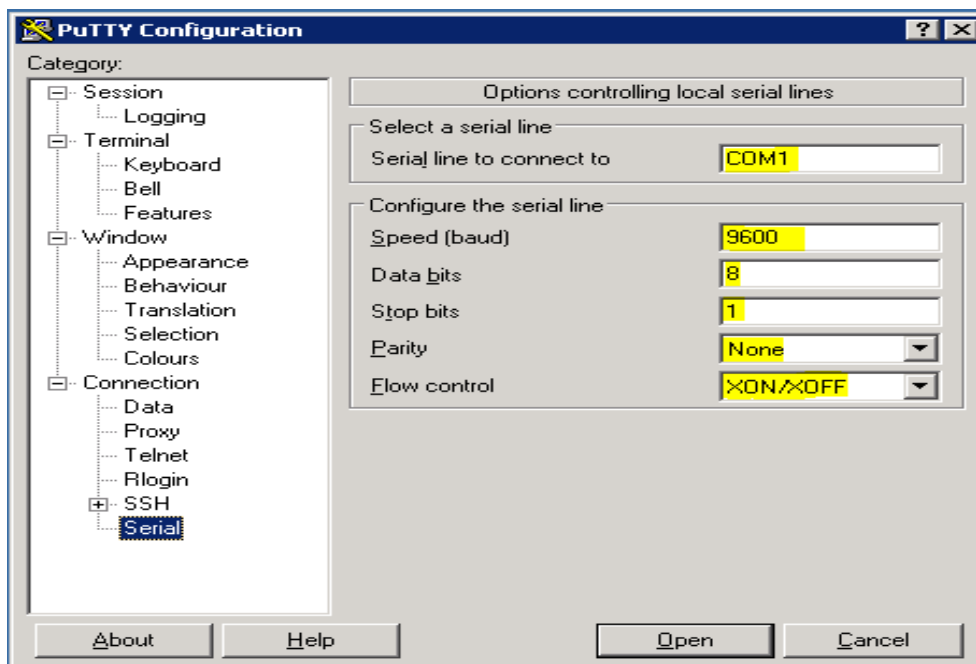 PuTTY Configuration
Category:
Session
Logging
Terminal
Keyboard
Bell
Features
Window
Appearance
Behaviour
Translation
Selection
Colours
Connection
Data
Proxy
Telnet
Rlogin
SSH
Serial
Options controlling local serial lines
Select a serial line
Serial line to connect to COM1
Configure the serial line
Speed (baud) 9600
Data bits 8
Stop bits 1
Parity None
Flow control XON/XOFF
About Help Open Cancel